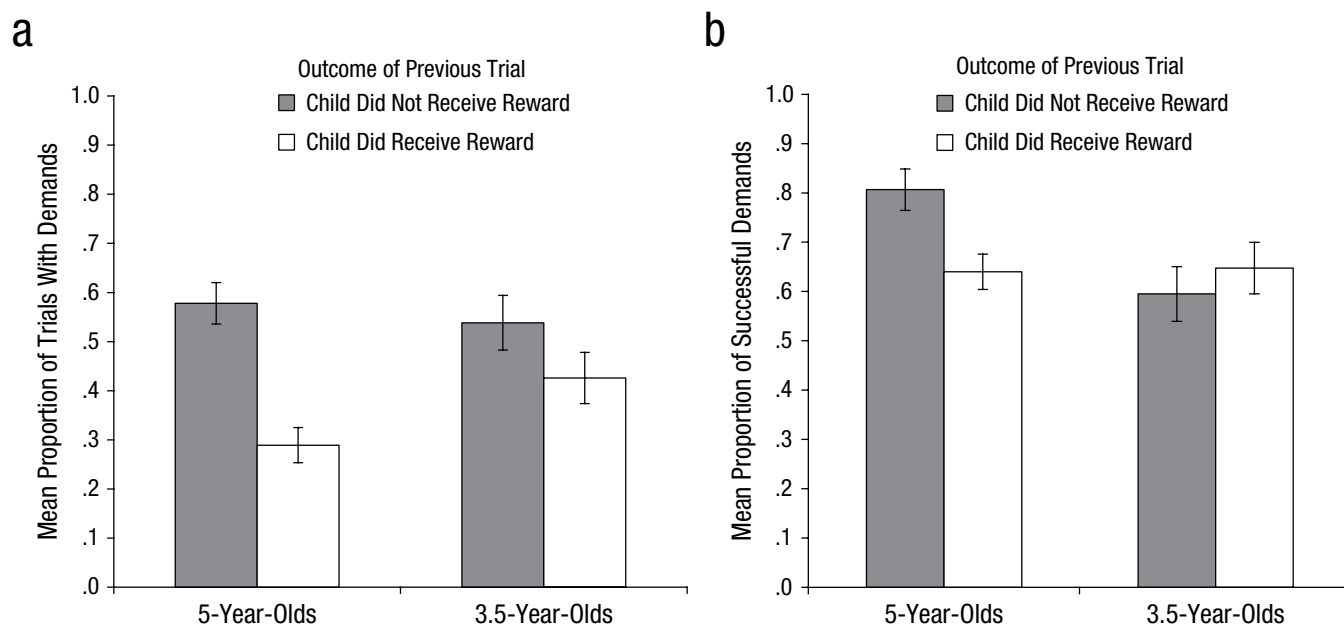 a
Outcome of Previous Trial
Child Did Not Receive Reward
Child Did Receive Reward
Mean Proportion of Trials With Demands
1.0
.9
.8
.7
.6
.5
.4
.3
.2
.1
.0
5-Year-Olds
3.5-Year-Olds
b
Outcome of Previous Trial
Child Did Not Receive Reward
Child Did Receive Reward
Mean Proportion of Successful Demands
1.0
.9
.8
.7
.6
.5
.4
.3
.2
.1
.0
5-Year-Olds
3.5-Year-Olds